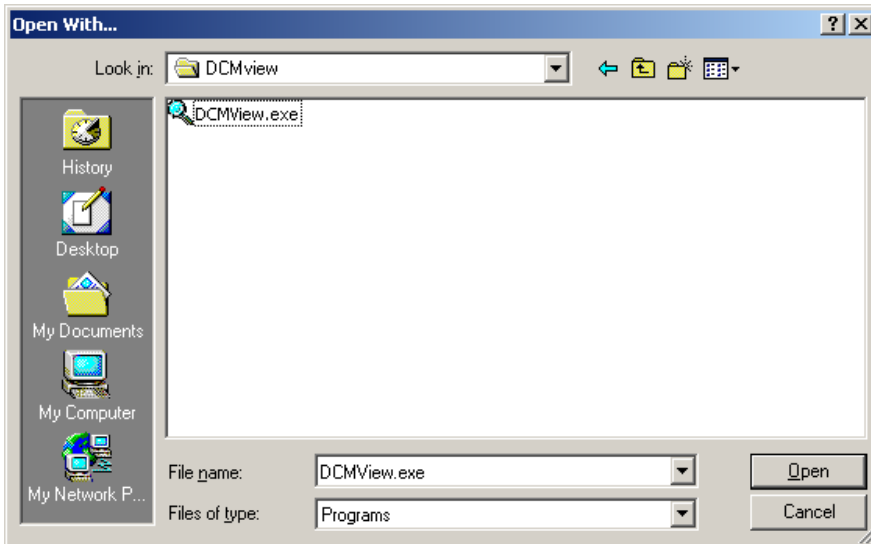 Open With...
Look in: DCMview
DCMView.exe
History
Desktop
My Documents
My Computer
My Network P...
File name: DCMView.exe Open
Files of type: Programs Cancel